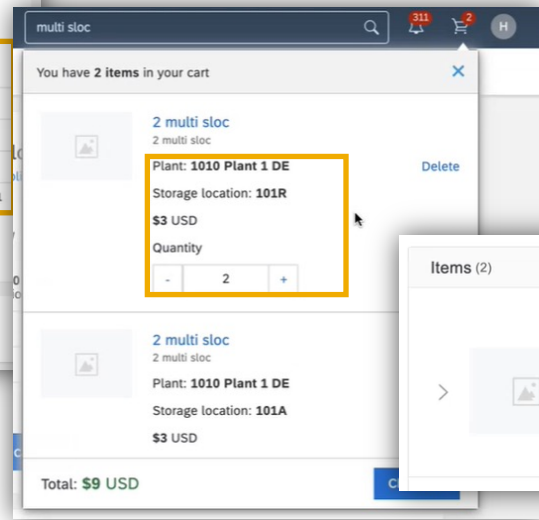 multi sloc
311
2
H
You have 2 items in your cart
2 multi sloc
2 multi sloc
Plant: 1010 Plant 1 DE
Delete
Storage location: 101R
$3 USD
Quantity
- 2 +
Items (2)
2 multi sloc
2 multi sloc
Plant: 1010 Plant 1 DE
Storage location: 101A
$3 USD
Total: $9 USD